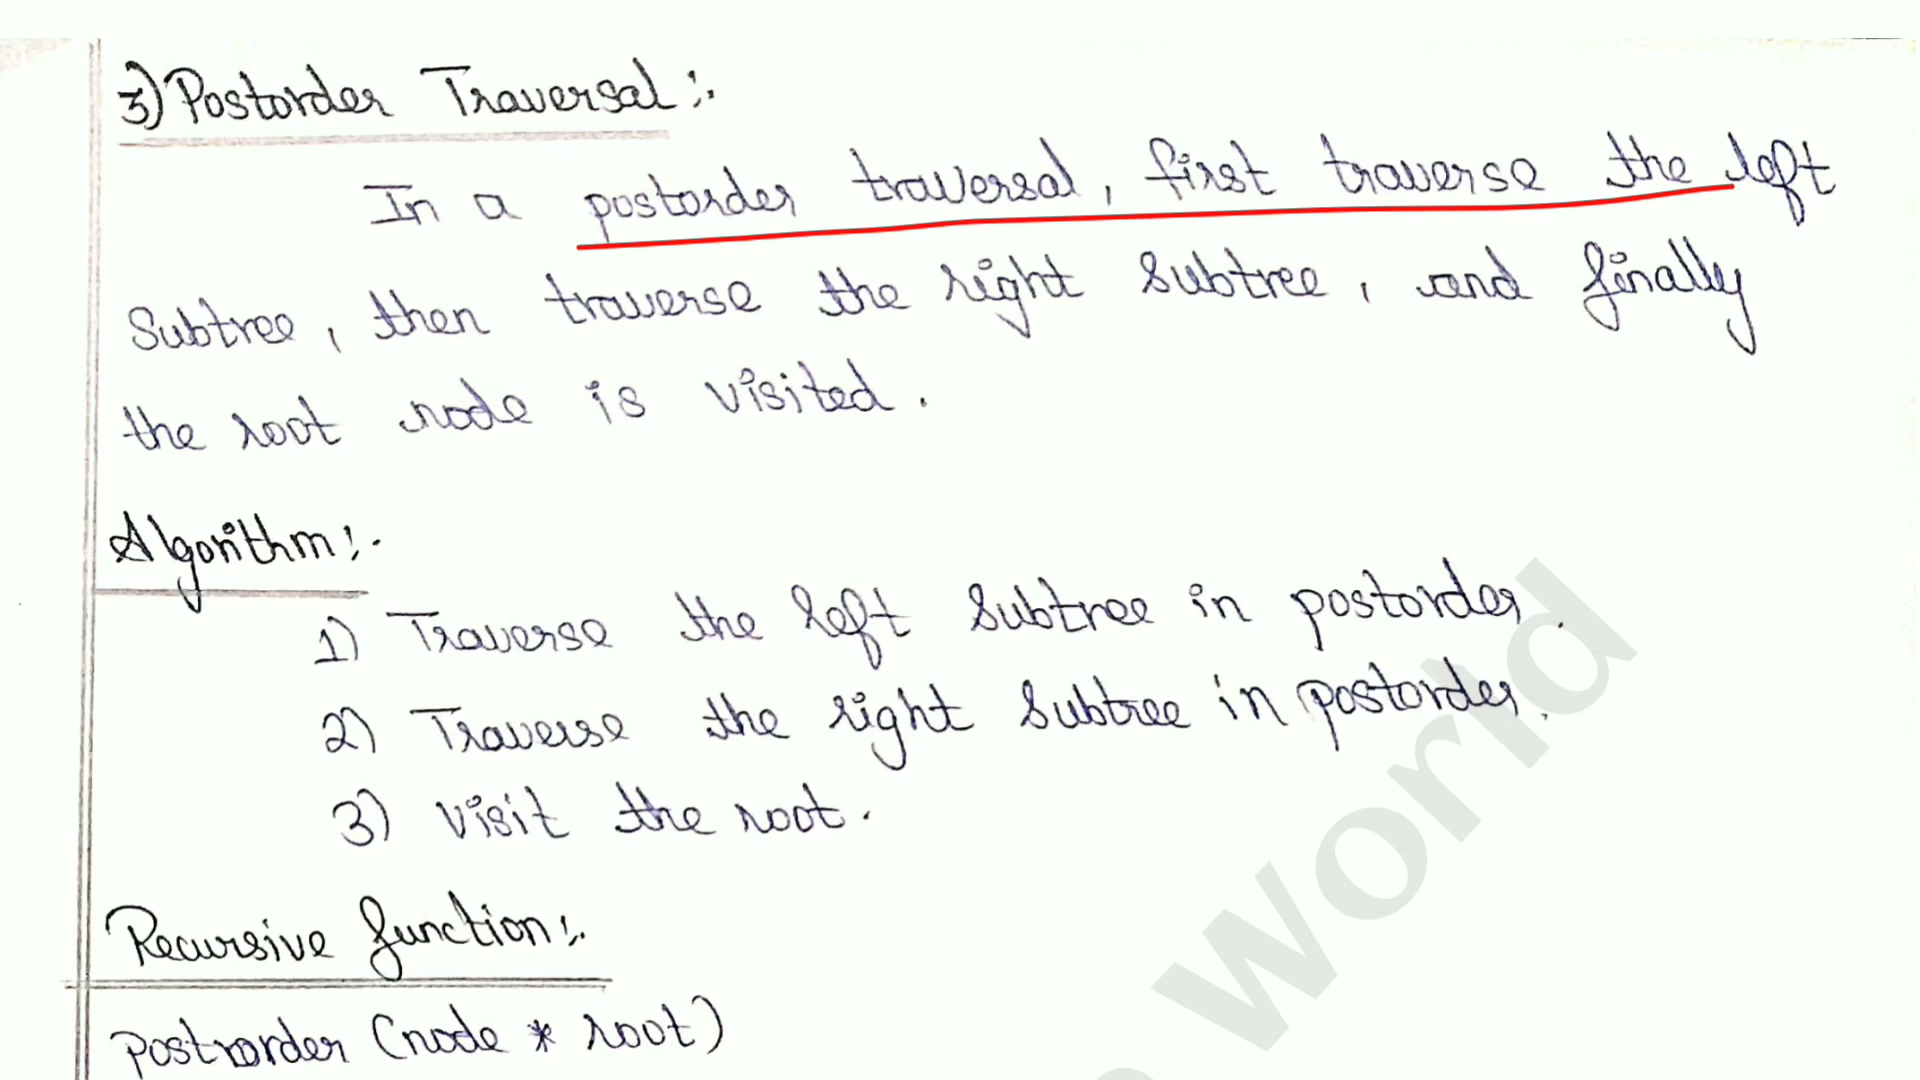 3) Postorder Traversal :-
In a postorder traversal, first traverse the left
Subtree, then traverse the right Subtree, and finally
the root node is visited.
Algorithm :-
1) Traverse the left Subtree in postorder.
2) Traverse the right Subtree in postorder.
3) Visit the root.
Recursive function :-
postrorder (node * root)
world